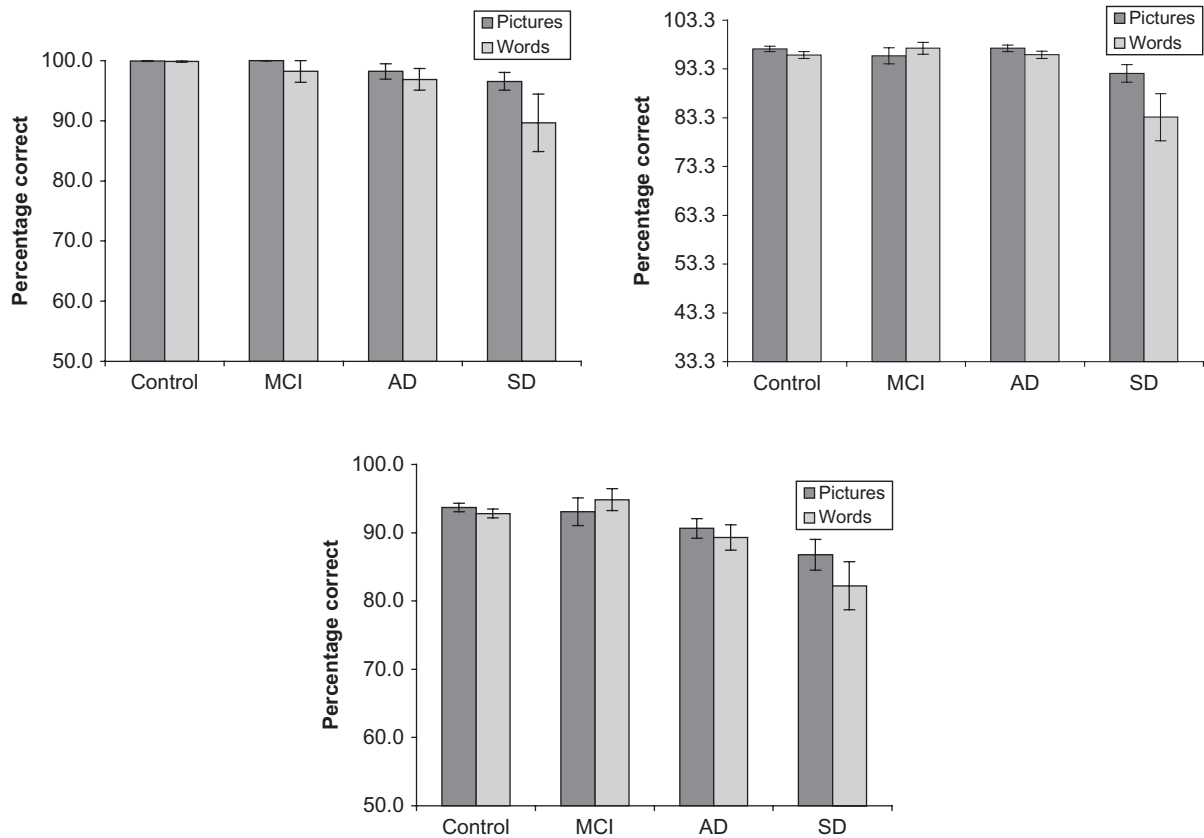 Pictures
Words
100.0
90.0
80.0
70.0
60.0
50.0
Percentage correct
Control MCI AD SD
Pictures
Words
103.3
93.3
83.3
73.3
63.3
53.3
43.3
33.3
Percentage correct
Control MCI AD SD
Pictures
Words
100.0
90.0
80.0
70.0
60.0
50.0
Percentage correct
Control MCI AD SD